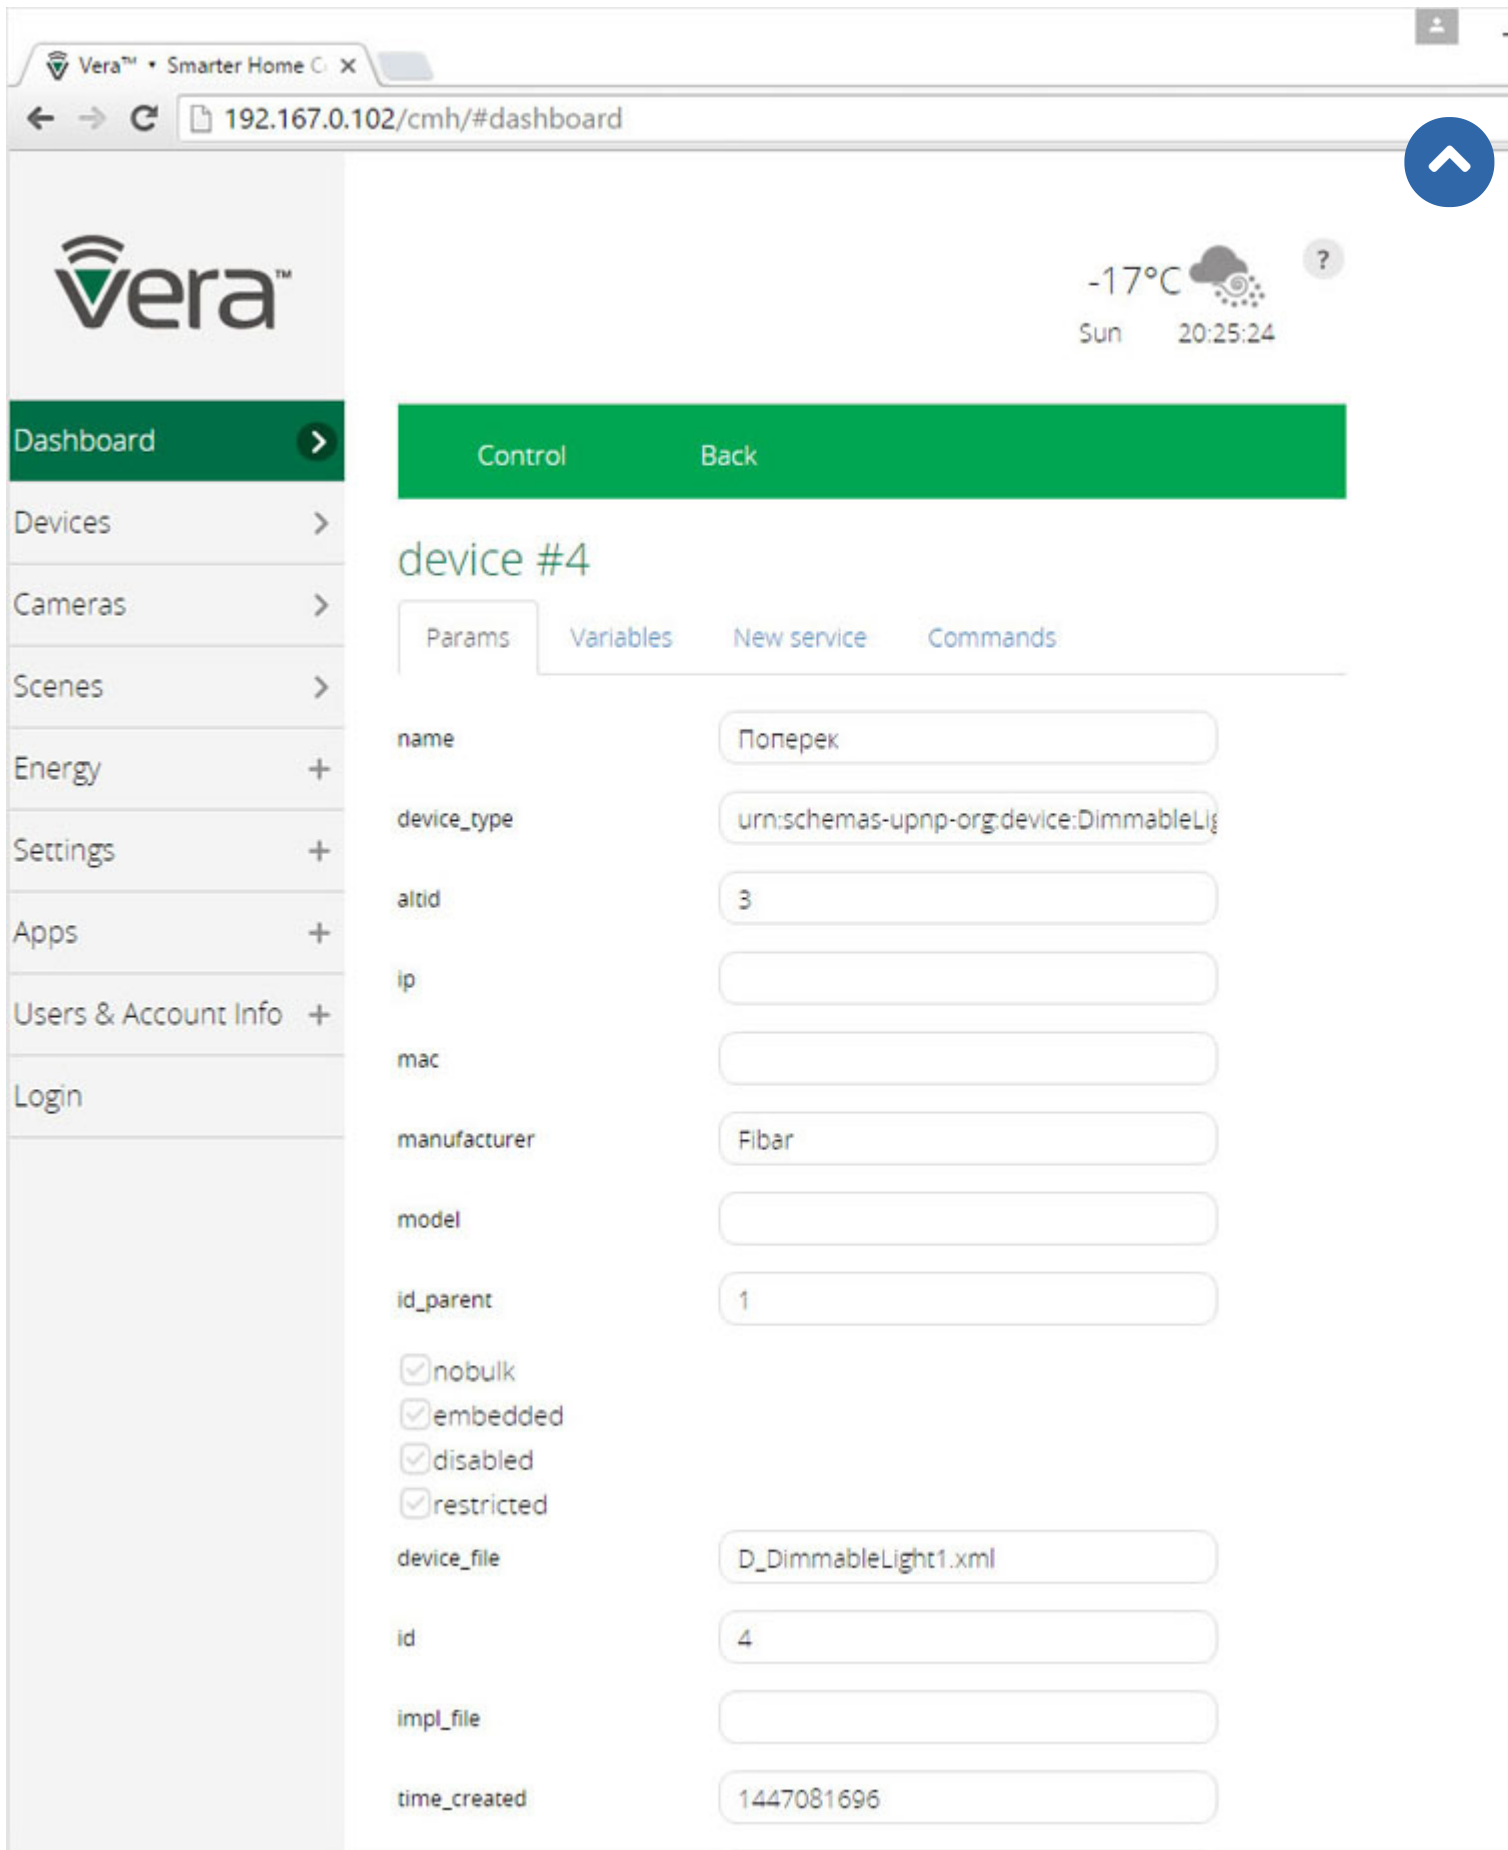 Vera™ • Smarter Home C
192.167.0.102/cmh/#dashboard
vera™
-17°C
?
Sun 20:25:24
Dashboard
Devices
Cameras
Scenes
Energy
Settings
Apps
Users & Account Info
Login
Control Back
device #4
Params Variables New service Commands
name Поперек
device_type urn:schemas-upnp-org:device:DimmableLig
altid 3
ip
mac
manufacturer Fibar
model
id_parent 1
nobulk
embedded
disabled
restricted
device_file D_DimmableLight1.xml
id 4
impl_file
time_created 1447081696